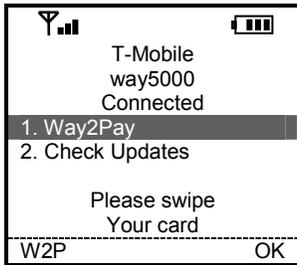 T-Mobile
way5000
Connected
1. Way2Pay
2. Check Updates
Please swipe
Your card
W2P OK